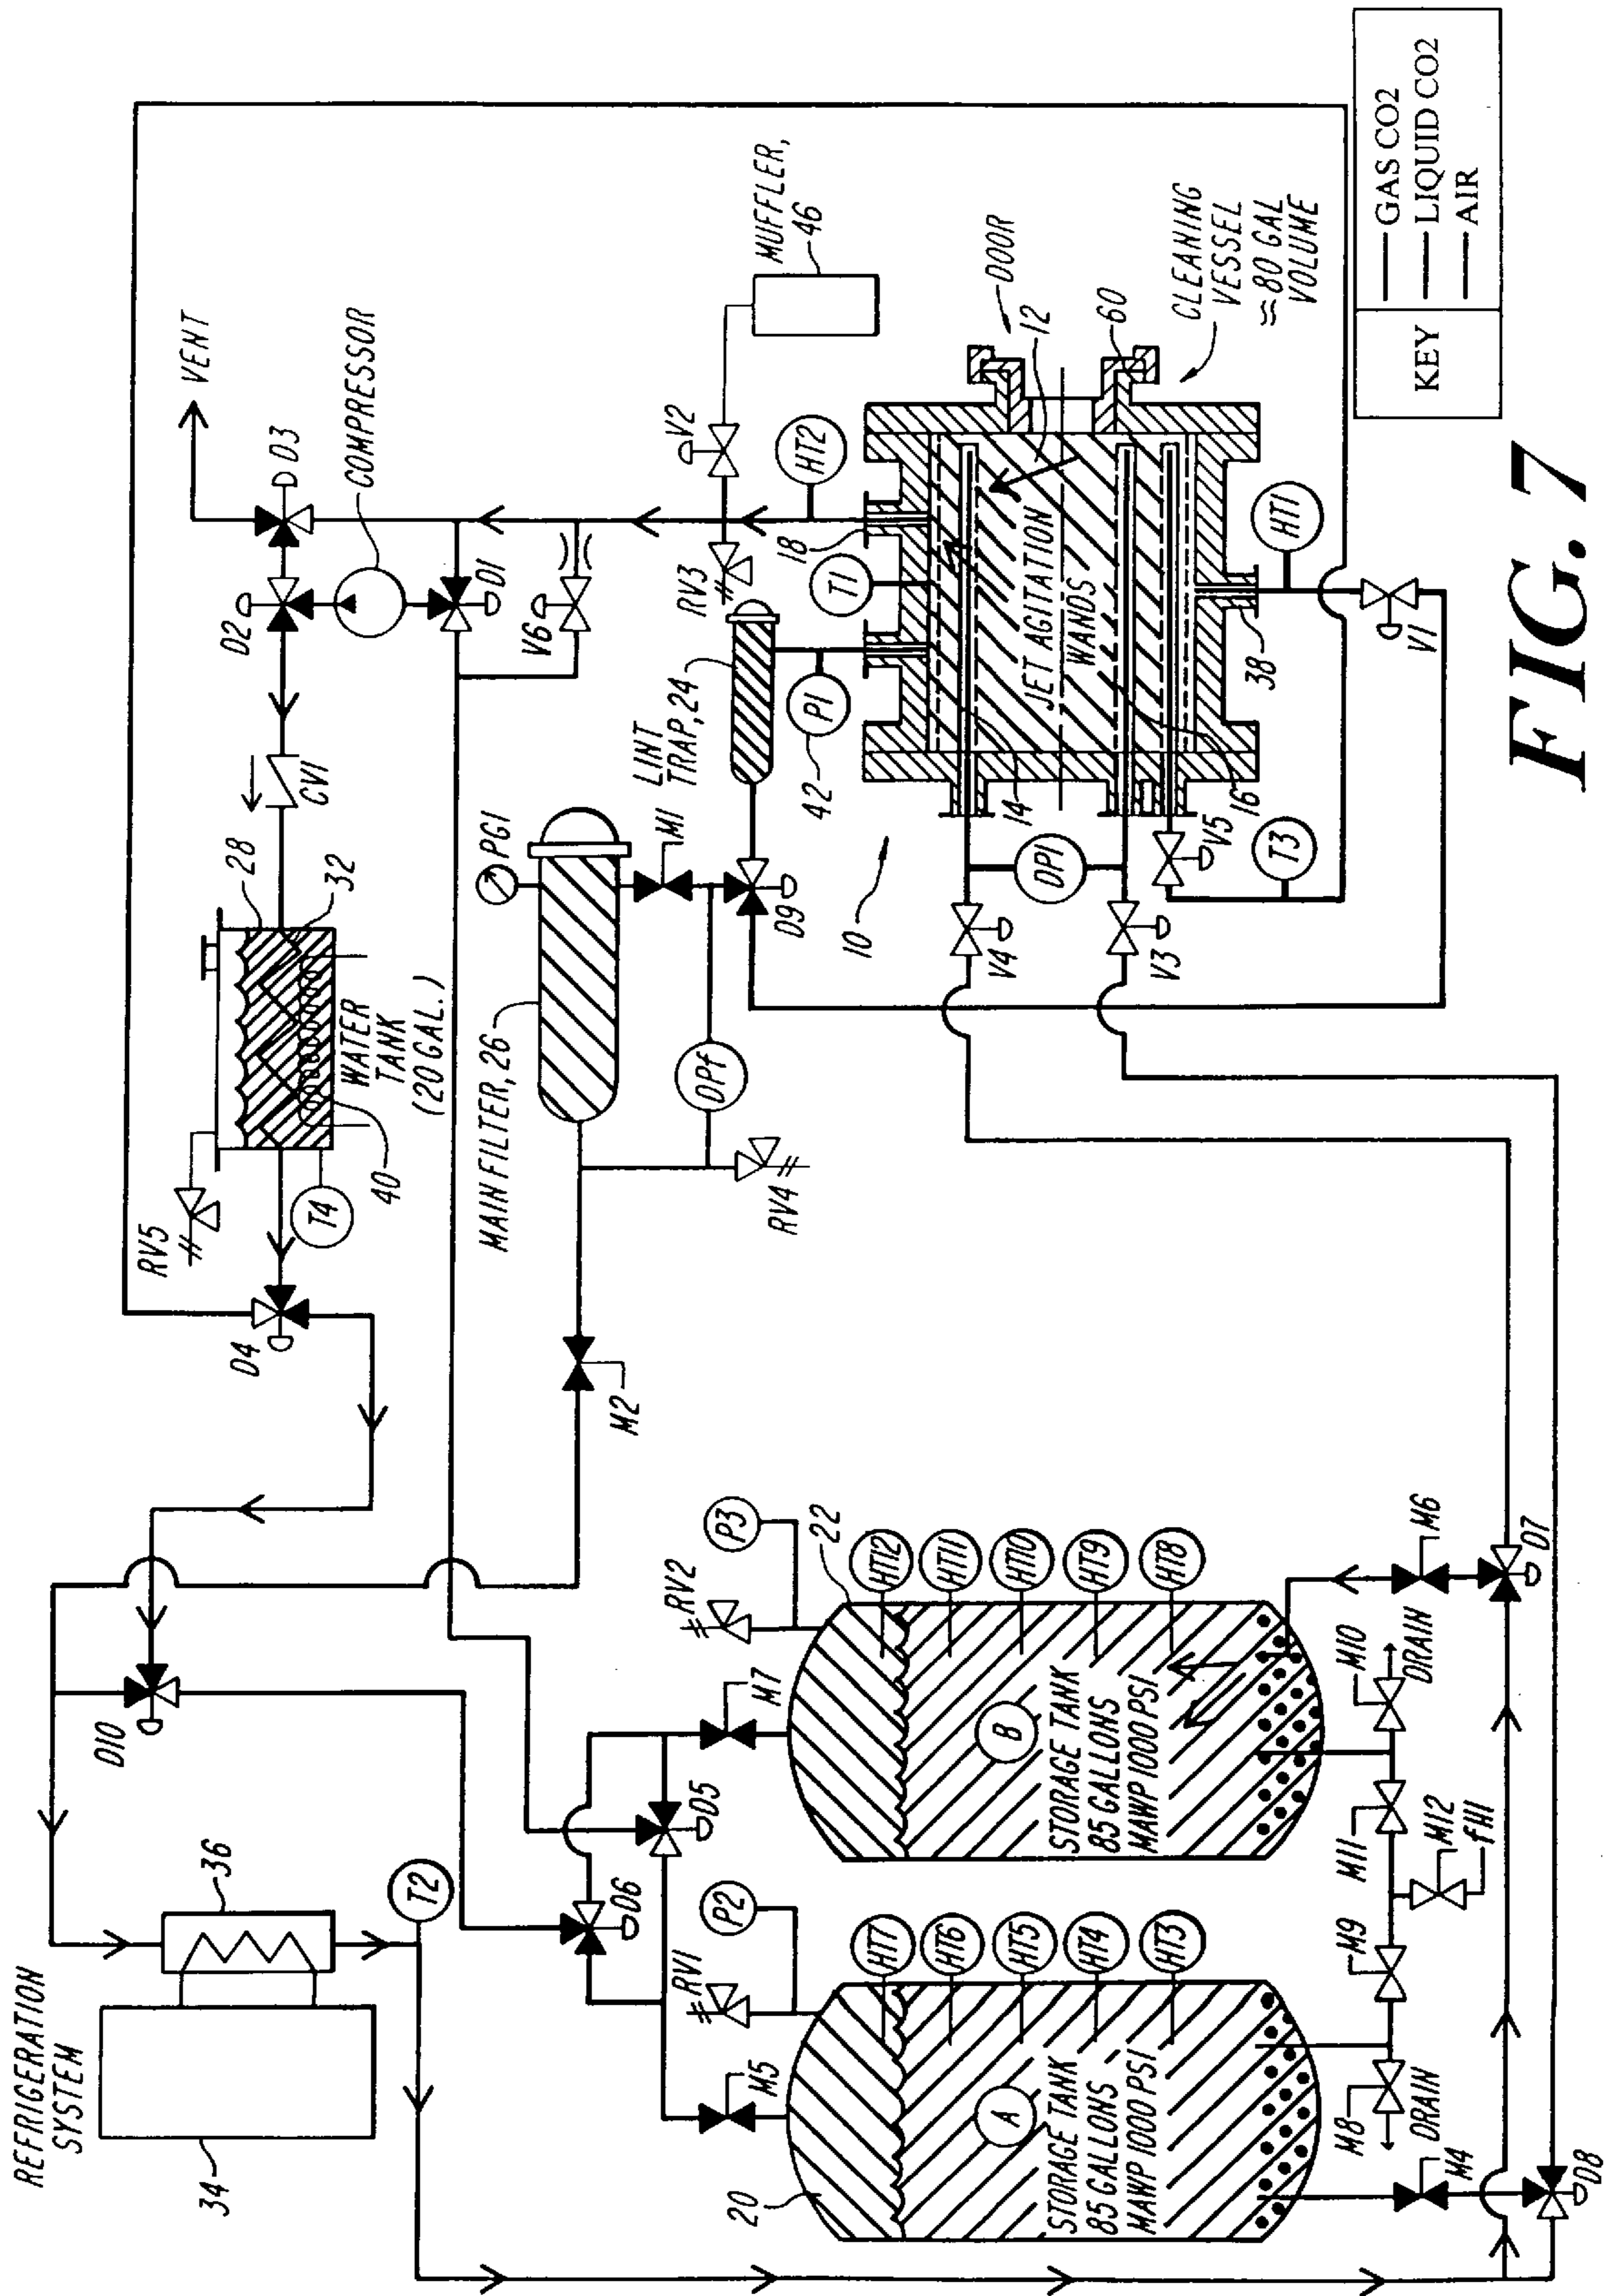 REFRIGERATION
SYSTEM
34
36
T2
D10
D4
RV5
T4
40
WATER
TANK
(20 GAL.)
28
32
CV1
D2
D3
VENT
COMPRESSOR
D1
V6
MAIN FILTER, 26
PG1
M1
LINT
TRAP, 24
DPf
RV4
M2
D9
P1
42
RV3
T1
18
V2
HT2
MUFFLER,
46
DOOR
12
CLEANING
VESSEL
≈80 GAL
VOLUME
60
JET AGITATION
WANDS
10
14
16
38
DP1
V4
V3
V5
T3
HT1
V1
D6
D5
M5
M7
RV1
P2
RV2
P3
20
22
HT7
HT6
HT5
HT4
HT3
A
STORAGE TANK
85 GALLONS
MAWP 1000 PSI
HT12
HT11
HT10
HT9
HT8
B
STORAGE TANK
85 GALLONS
MAWP 1000 PSI
M8
DRAIN
M9
M11
M12
fH1
M10
DRAIN
M4
M6
D8
D7
KEY
GAS CO2
LIQUID CO2
AIR
FIG. 7